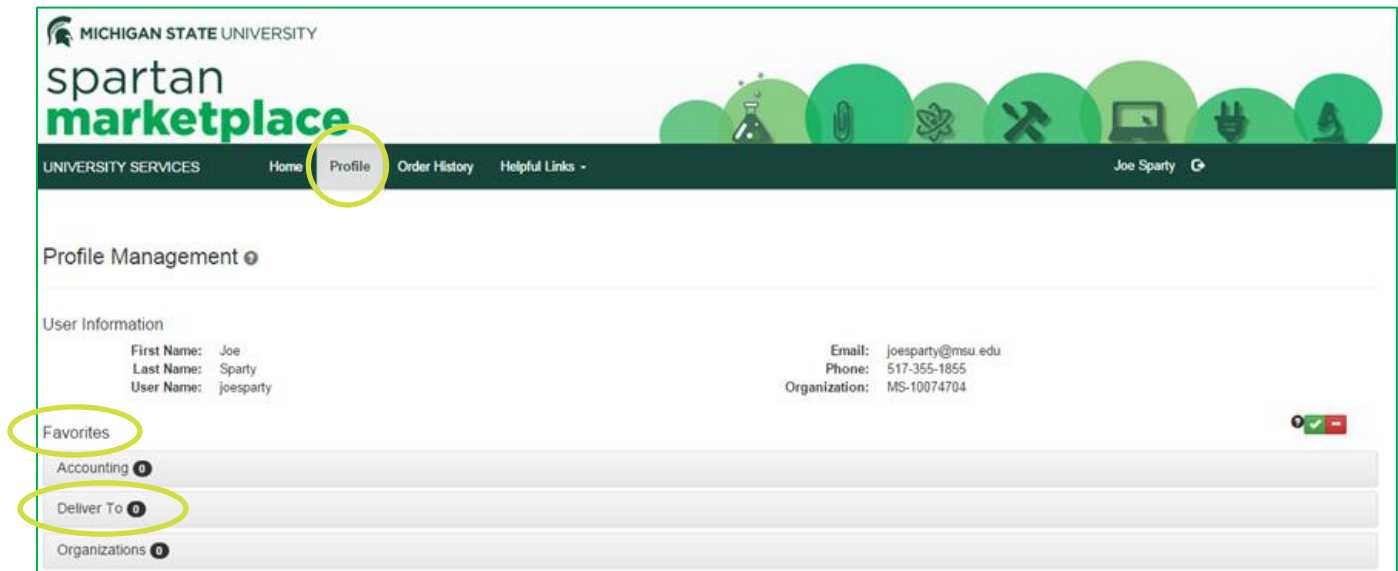 MICHIGAN STATE UNIVERSITY
spartan
marketplace
UNIVERSITY SERVICES Home Profile Order History Helpful Links - Joe Sparty
Profile Management ?
User Information
First Name: Joe Email: joesparty@msu.edu
Last Name: Sparty Phone: 517-355-1855
User Name: joesparty Organization: MS-10074704
Favorites ?
Accounting 0
Deliver To 0
Organizations 0